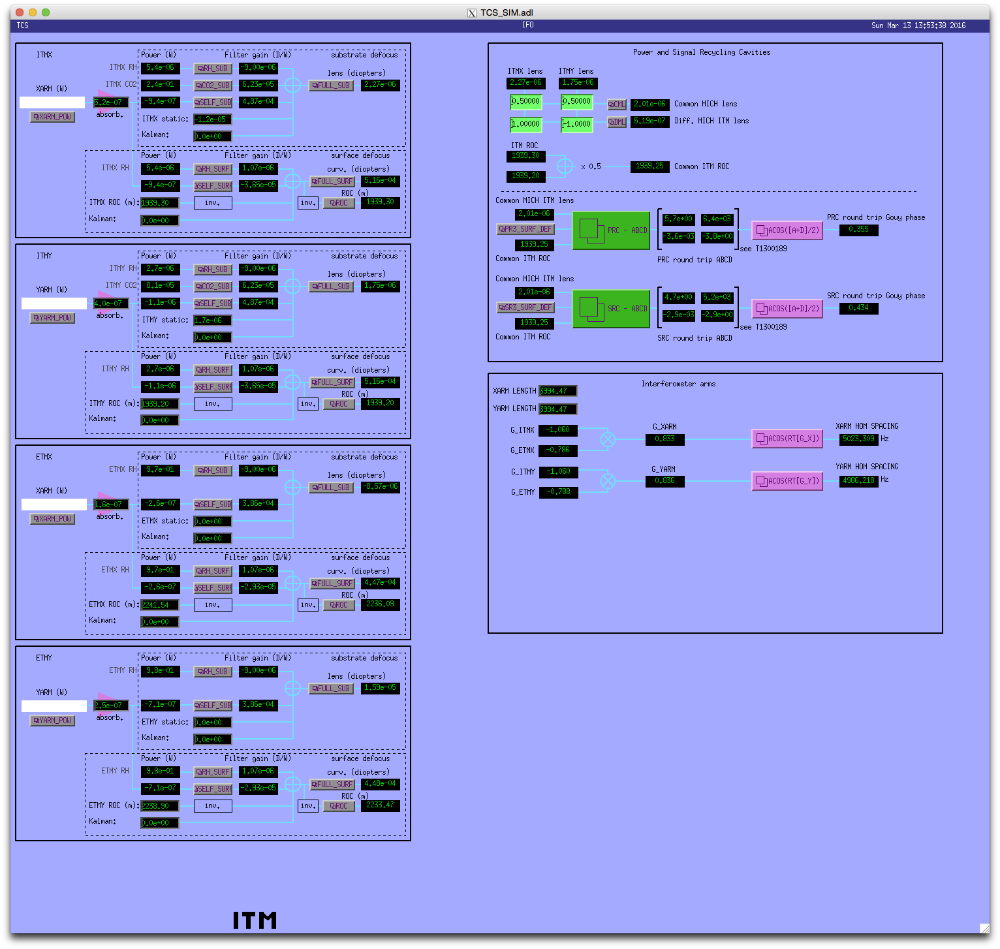 TCS_SIM.adl
TCS IFO Sun Mar 13 13:53:38 2016
ITMX Power (W) Filter gain (D/W) substrate defocus
ITMX RH 5.4e-06 RH_SUB -9.00e-06 lens (diopters)
ITMX CO2 2.4e-01 CO2_SUB 6.23e-05 FULL_SUB 2.27e-06
XARM (W)
5.2e-07 -9.4e-07 SELF_SUB 4.87e-04
XARM_POW absorb.
ITMX static: -1.2e-05
Kalman: 0.0e+00
Power (W) Filter gain (D/W) surface defocus
ITMX RH 5.4e-06 RH_SURF 1.07e-06 curv. (diopters)
-9.4e-07 SELF_SURF -3.65e-05 FULL_SURF 5.16e-04
ROC (m)
ITMX ROC (m): 1939.30 inv. inv. ROC 1939.30
Kalman: 0.0e+00
ITMY Power (W) Filter gain (D/W) substrate defocus
ITMY RH 2.7e-06 RH_SUB -9.00e-06 lens (diopters)
ITMY CO2 8.1e-05 CO2_SUB 6.23e-05 FULL_SUB 1.75e-06
YARM (W)
4.0e-07 -1.1e-06 SELF_SUB 4.87e-04
YARM_POW absorb.
ITMY static: 1.7e-06
Kalman: 0.0e+00
Power (W) Filter gain (D/W) surface defocus
ITMY RH 2.7e-06 RH_SURF 1.07e-06 curv. (diopters)
-1.1e-06 SELF_SURF -3.65e-05 FULL_SURF 5.16e-04
ROC (m)
ITMY ROC (m): 1939.20 inv. inv. ROC 1939.20
Kalman: 0.0e+00
ETMX Power (W) Filter gain (D/W) substrate defocus
ETMX RH 9.7e-01 RH_SUB -9.00e-06 lens (diopters)
FULL_SUB -8.57e-06
XARM (W)
1.6e-07 -2.6e-07 SELF_SUB 3.86e-04
XARM_POW absorb.
ETMX static: 0.0e+00
Kalman: 0.0e+00
Power (W) Filter gain (D/W) surface defocus
ETMX RH 9.7e-01 RH_SURF 1.07e-06 curv. (diopters)
-2.6e-07 SELF_SURF -2.93e-05 FULL_SURF 4.47e-04
ROC (m)
ETMX ROC (m): 2241.54 inv. inv. ROC 2236.09
Kalman: 0.0e+00
ETMY Power (W) Filter gain (D/W) substrate defocus
ETMY RH 9.8e-01 RH_SUB -9.00e-06 lens (diopters)
FULL_SUB 1.59e-05
YARM (W)
2.5e-07 -7.1e-07 SELF_SUB 3.86e-04
YARM_POW absorb.
ETMY static: 0.0e+00
Kalman: 0.0e+00
Power (W) Filter gain (D/W) surface defocus
ETMY RH 9.8e-01 RH_SURF 1.07e-06 curv. (diopters)
-7.1e-07 SELF_SURF -2.93e-05 FULL_SURF 4.48e-04
ROC (m)
ETMY ROC (m): 2238.90 inv. inv. ROC 2233.47
Kalman: 0.0e+00
ITM
Power and Signal Recycling Cavities
ITMX lens ITMY lens
2.27e-06 1.75e-06
0.50000 0.50000 CML 2.01e-06 Common MICH lens
1.00000 -1.0000 DML 5.19e-07 Diff. MICH ITM lens
ITM ROC
1939.30
x 0.5 1939.25 Common ITM ROC
1939.20
Common MICH ITM lens
2.01e-06 5.7e+00 6.4e+03 PRC round trip Gouy phase
PR3_SURF_DEF PRC - ABCD ACOS([A+D]/2) 0.355
1939.25 -3.6e-03 -3.8e+00
see T1300189
Common ITM ROC PRC round trip ABCD
Common MICH ITM lens
2.01e-06 4.7e+00 5.2e+03 SRC round trip Gouy phase
SR3_SURF_DEF SRC - ABCD ACOS([A+D]/2) 0.434
1939.25 -2.9e-03 -2.9e+00
see T1300189
Common ITM ROC SRC round trip ABCD
Interferometer arms
XARM LENGTH 3994.47
YARM LENGTH 3994.47
G_ITMX -1.060 G_XARM XARM HOM SPACING
0.833 ACOS(RT[G_X]) 5023.309 Hz
G_ETMX -0.786
G_ITMY -1.060 G_YARM YARM HOM SPACING
0.836 ACOS(RT[G_Y]) 4986.218 Hz
G_ETMY -0.788